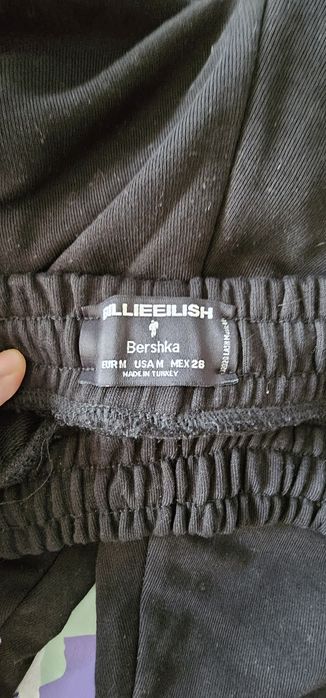 BILLIEEILISH
Bershka
EUR M USA M MEX 28
MADE IN TURKEY